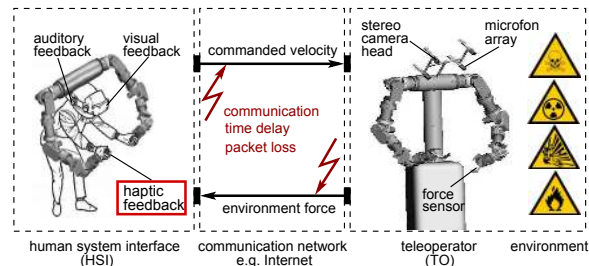 auditory
feedback
visual
feedback
haptic
feedback
commanded velocity
communication
time delay
packet loss
environment force
stereo
camera
head
microfon
array
force
sensor
human system interface
(HSI)
communication network
e.g. Internet
teleoperator
(TO)
environment